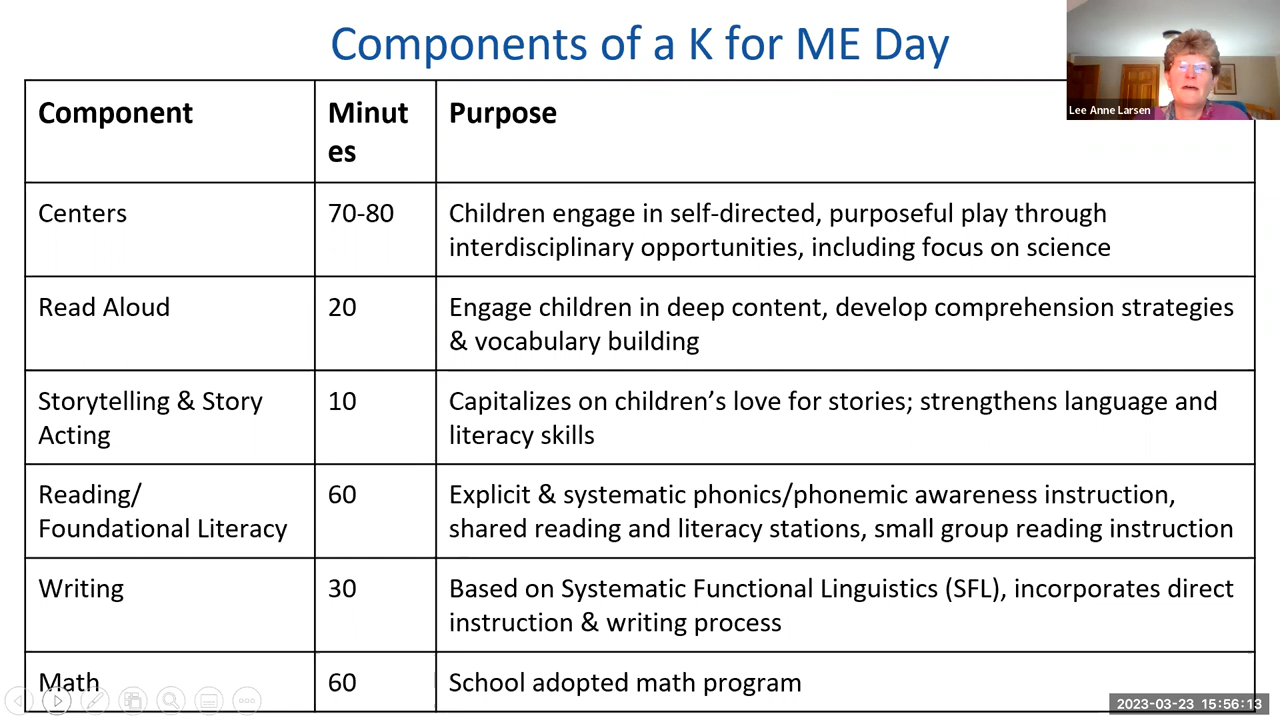 Components of a K for ME Day
Lee Anne Larsen
Component
Minut
es
Purpose
Centers
70-80
Children engage in self-directed, purposeful play through
interdisciplinary opportunities, including focus on science
Read Aloud
20
Engage children in deep content, develop comprehension strategies
& vocabulary building
Storytelling & Story
Acting
10
Capitalizes on children’s love for stories; strengthens language and
literacy skills
Reading/
Foundational Literacy
60
Explicit & systematic phonics/phonemic awareness instruction,
shared reading and literacy stations, small group reading instruction
Writing
30
Based on Systematic Functional Linguistics (SFL), incorporates direct
instruction & writing process
Math
60
School adopted math program
2023-03-23 15:56:13